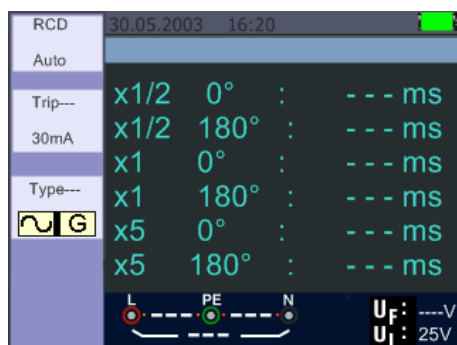 RCD
Auto
Trip---
30mA
Type---
G
30.05.2003 16:20
x1/2 0° : --- ms
x1/2 180° : --- ms
x1 0° : --- ms
x1 180° : --- ms
x5 0° : --- ms
x5 180° : --- ms
L PE N
---
UF: ----V
UL: 25V